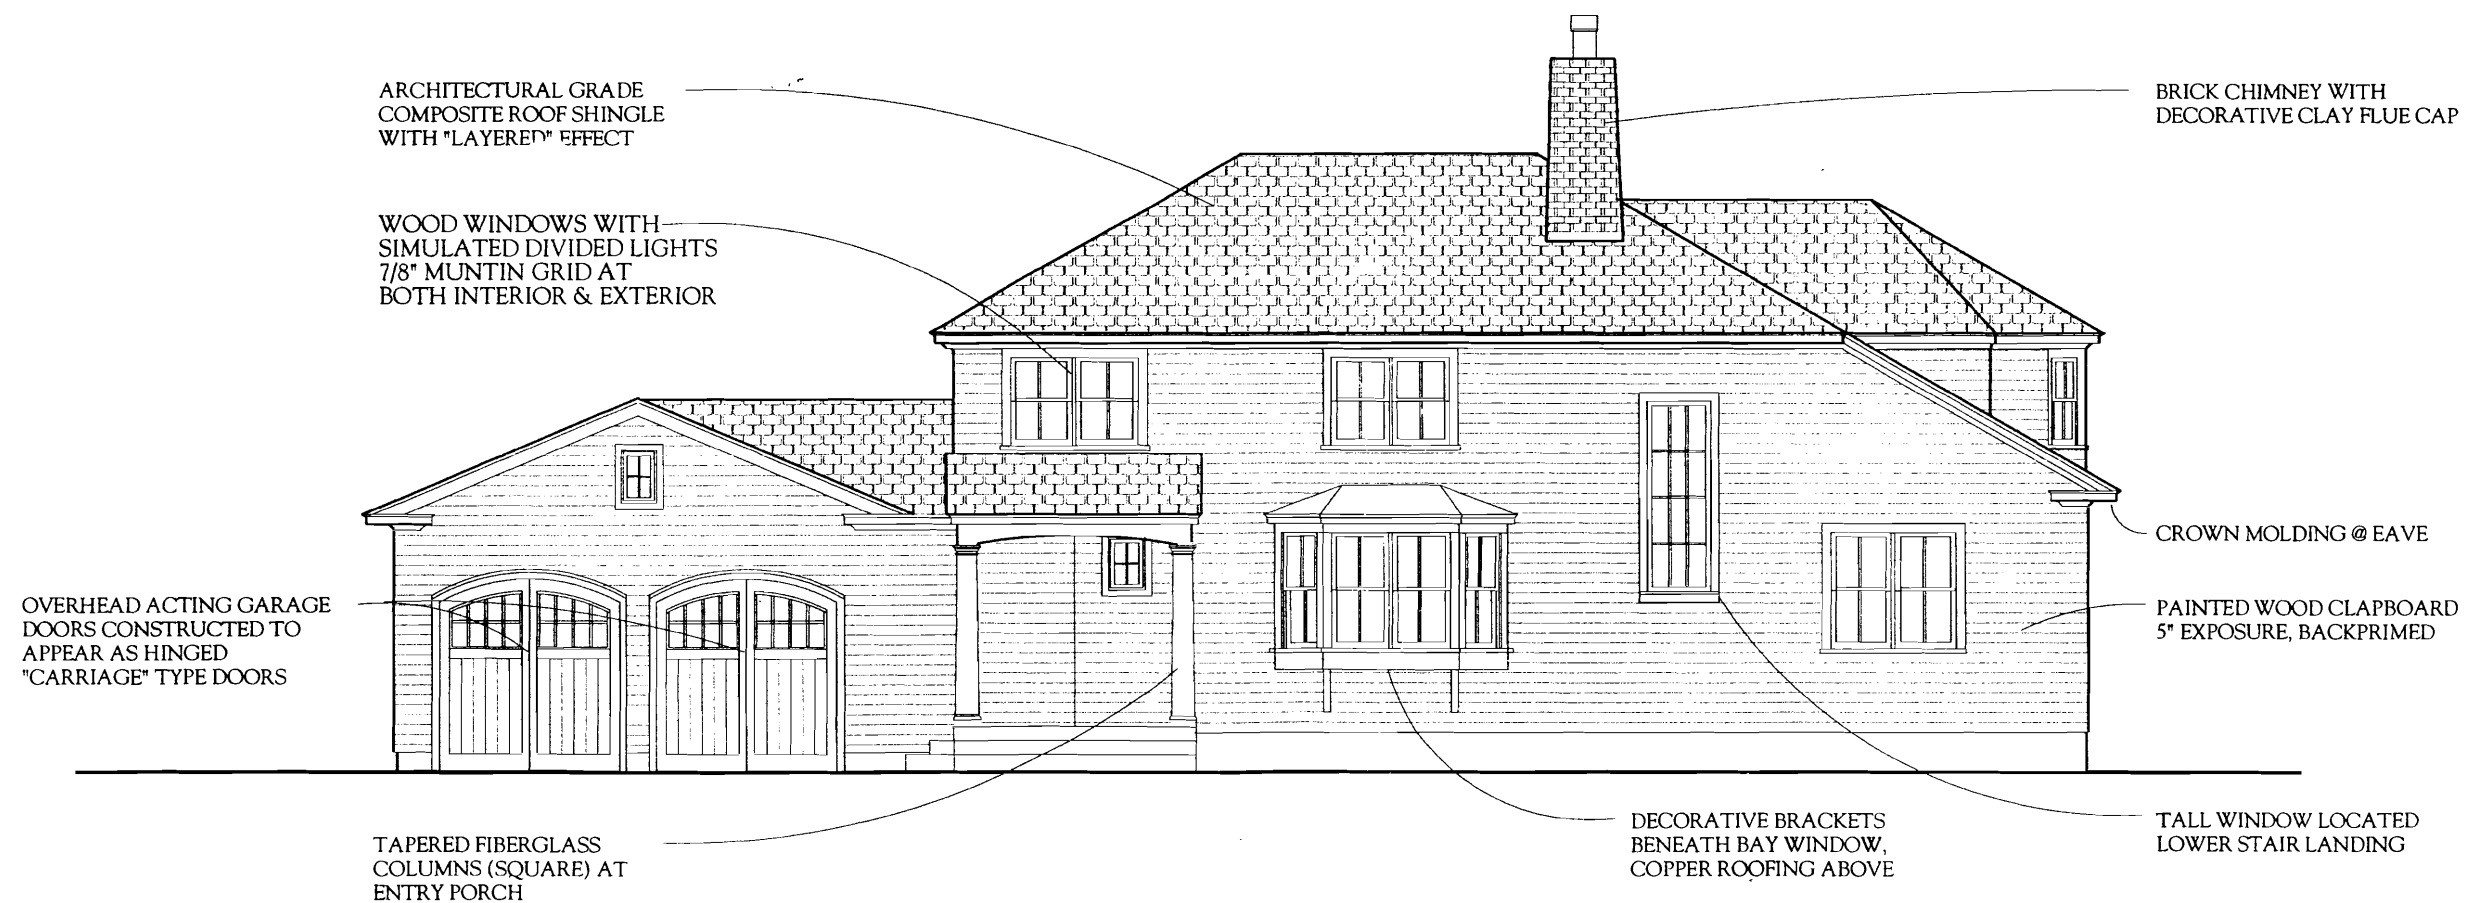 ARCHITECTURAL GRADE
COMPOSITE ROOF SHINGLE
WITH "LAYERED" EFFECT
BRICK CHIMNEY WITH
DECORATIVE CLAY FLUE CAP
WOOD WINDOWS WITH
SIMULATED DIVIDED LIGHTS
7/8" MUNTIN GRID AT
BOTH INTERIOR & EXTERIOR
CROWN MOLDING @ EAVE
OVERHEAD ACTING GARAGE
DOORS CONSTRUCTED TO
APPEAR AS HINGED
"CARRIAGE" TYPE DOORS
PAINTED WOOD CLAPBOARD
5" EXPOSURE, BACKPRIMED
TAPERED FIBERGLASS
COLUMNS (SQUARE) AT
ENTRY PORCH
DECORATIVE BRACKETS
BENEATH BAY WINDOW,
COPPER ROOFING ABOVE
TALL WINDOW LOCATED
LOWER STAIR LANDING